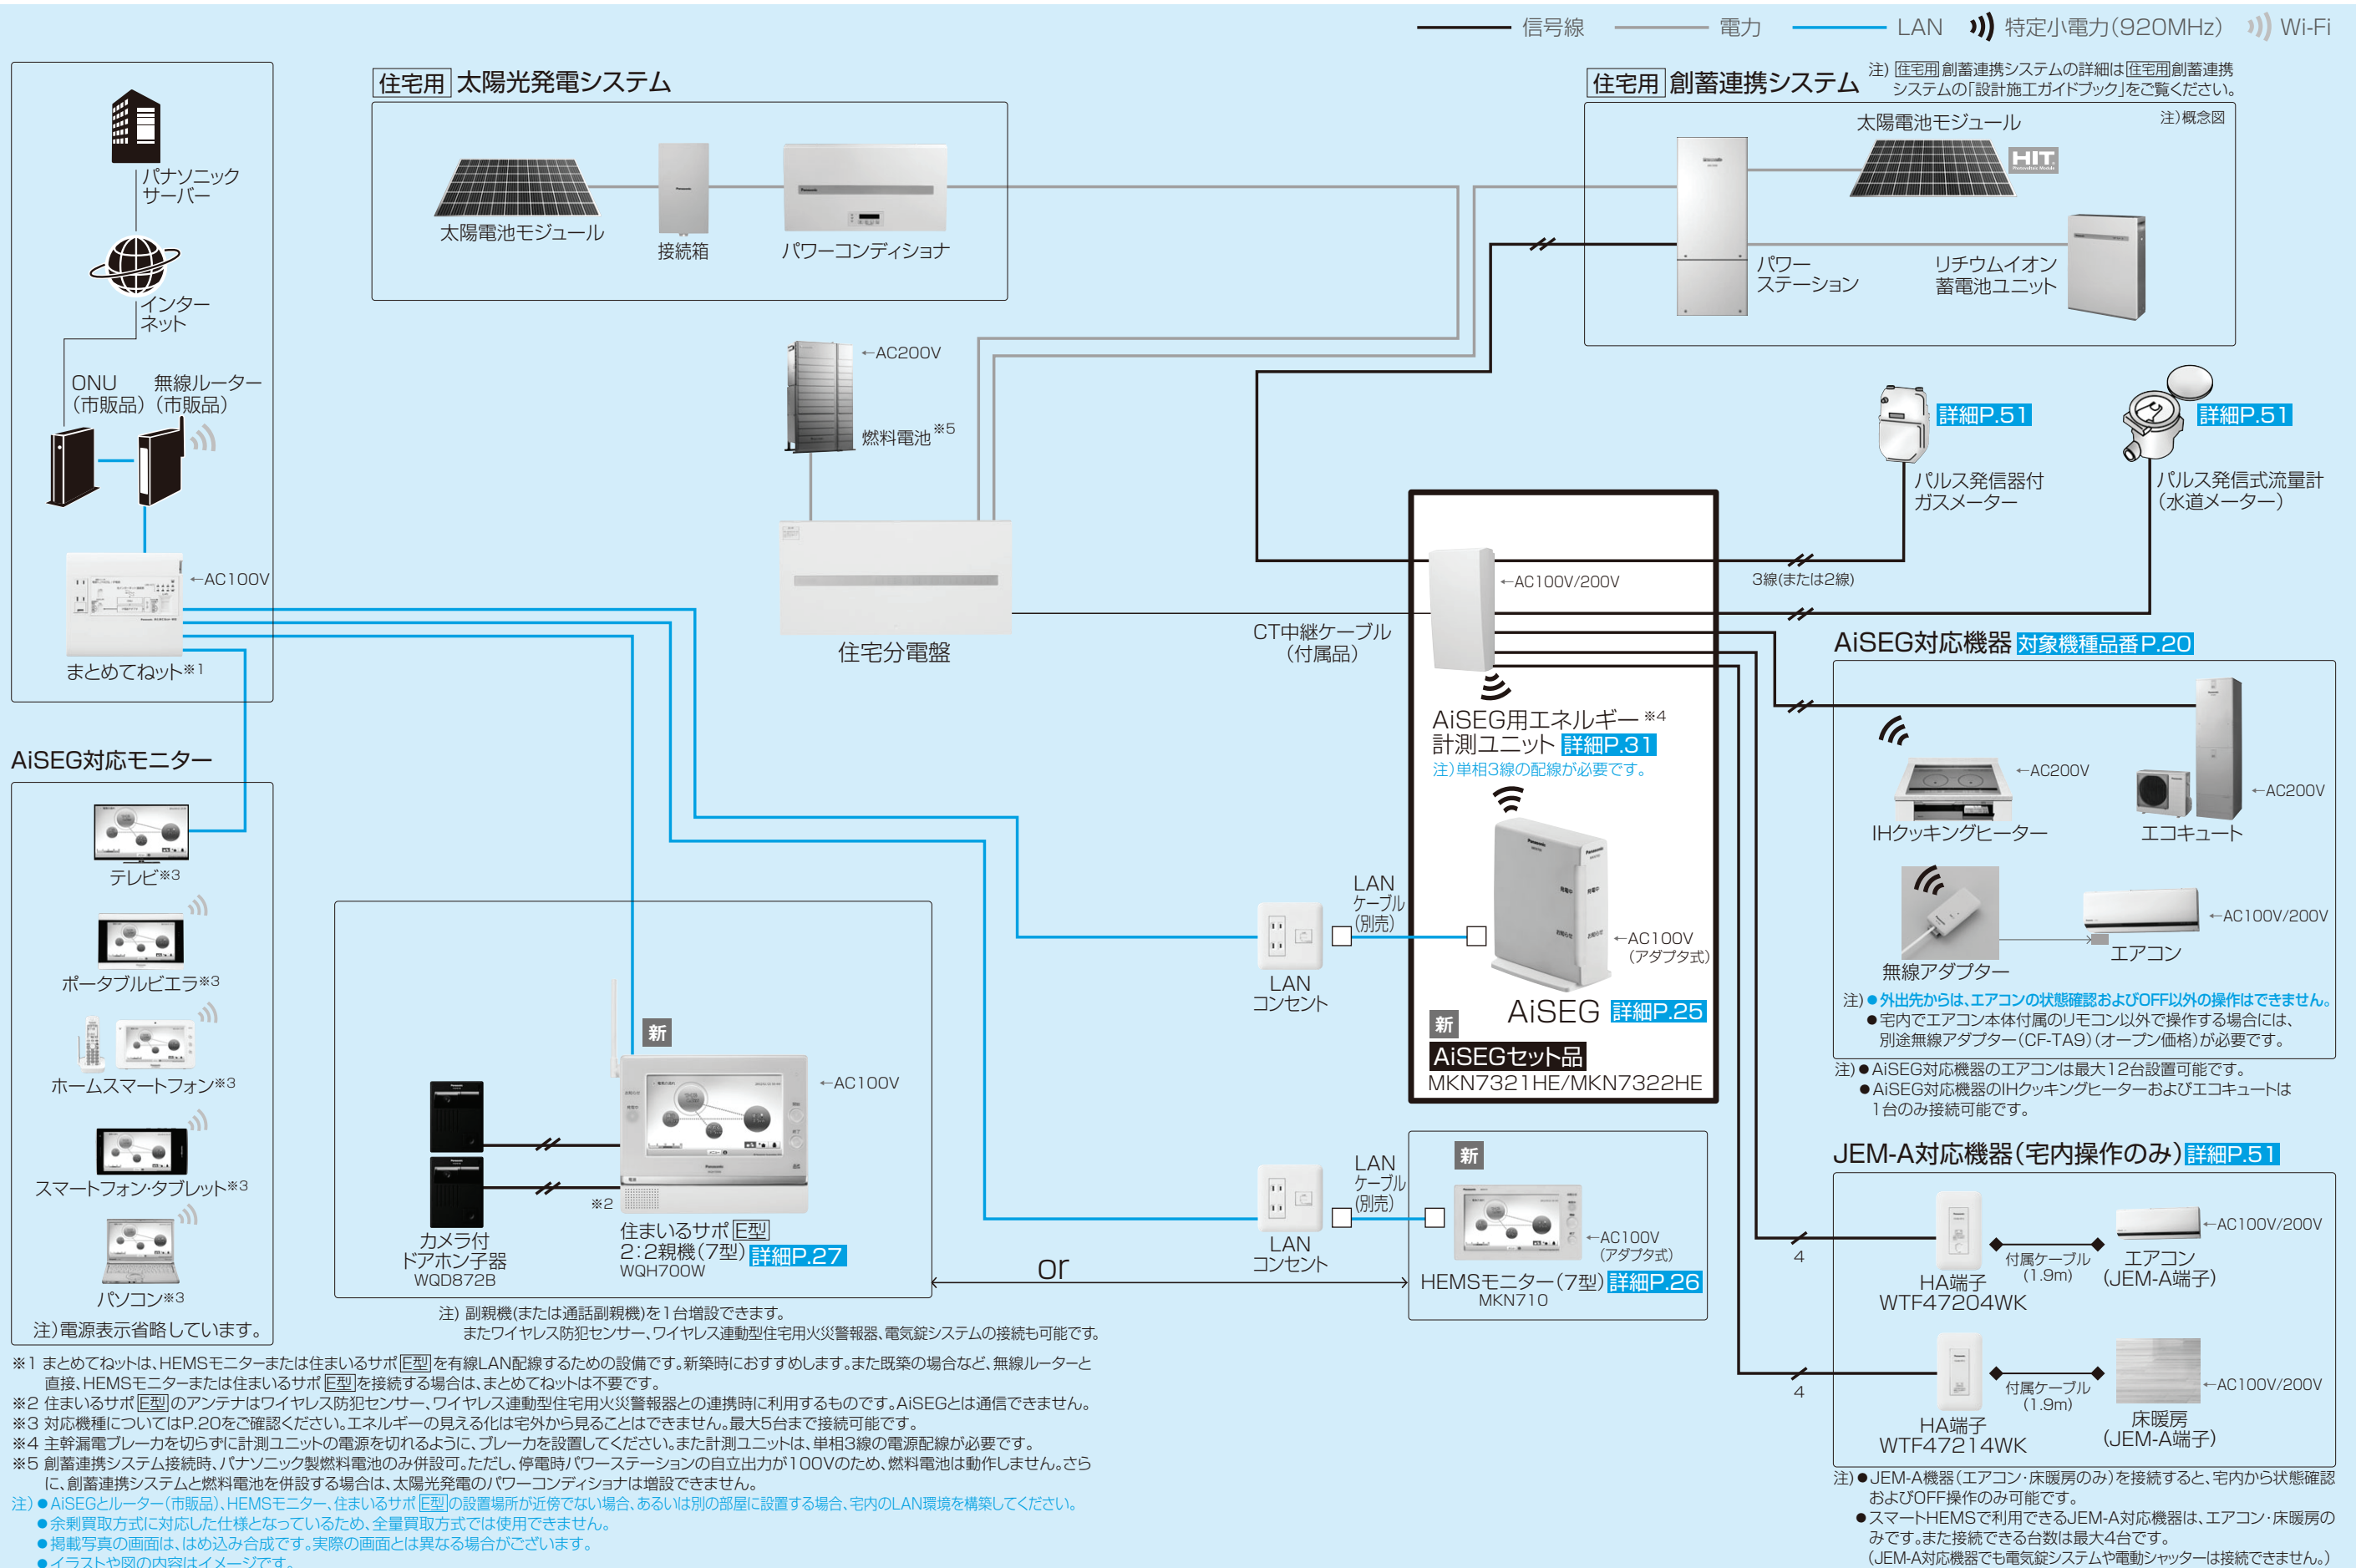 信号線 電力 LAN 特定小電力(920MHz) Wi-Fi
パナソニック
サーバー
インター
ネット
ONU
(市販品)
無線ルーター
(市販品)
←AC100V
まとめてねット※1
AiSEG対応モニター
テレビ※3
ポータブルビエラ※3
ホームスマートフォン※3
スマートフォン・タブレット※3
パソコン※3
注)電源表示省略しています。
住宅用 太陽光発電システム
太陽電池モジュール
接続箱
パワーコンディショナ
←AC200V
燃料電池※5
住宅分電盤
CT中継ケーブル
(付属品)
住宅用 創蓄連携システム
注) 住宅用創蓄連携システムの詳細は住宅用創蓄連携
システムの「設計施工ガイドブック」をご覧ください。
注)概念図
太陽電池モジュール
HIT
パワー
ステーション
リチウムイオン
蓄電池ユニット
詳細P.51
パルス発信器付
ガスメーター
詳細P.51
パルス発信式流量計
(水道メーター)
3線(または2線)
←AC100V/200V
AiSEG用エネルギー※4
計測ユニット 詳細P.31
注)単相3線の配線が必要です。
Panasonic
←AC100V
(アダプタ式)
AiSEG 詳細P.25
新
AiSEGセット品
MKN7321HE/MKN7322HE
LAN
ケーブル
(別売)
LAN
コンセント
AiSEG対応機器 対象機種品番P.20
←AC200V
IHクッキングヒーター
←AC200V
エコキュート
無線アダプター
←AC100V/200V
エアコン
注)●外出先からは、エアコンの状態確認およびOFF以外の操作はできません。
●宅内でエアコン本体付属のリモコン以外で操作する場合には、
別途無線アダプター(CF-TA9)(オープン価格)が必要です。
注)●AiSEG対応機器のエアコンは最大12台設置可能です。
●AiSEG対応機器のIHクッキングヒーターおよびエコキュートは
1台のみ接続可能です。
新
←AC100V
※2
カメラ付
ドアホン子器
WQD872B
住まいるサポE型
2:2親機(7型) 詳細P.27
WQH700W
or
LAN
ケーブル
(別売)
LAN
コンセント
新
←AC100V
(アダプタ式)
HEMSモニター(7型) 詳細P.26
MKN710
注) 副親機(または通話副親機)を1台増設できます。
またワイヤレス防犯センサー、ワイヤレス連動型住宅用火災警報器、電気錠システムの接続も可能です。
JEM-A対応機器(宅内操作のみ) 詳細P.51
4
HA端子
WTF47204WK
付属ケーブル
(1.9m)
←AC100V/200V
エアコン
(JEM-A端子)
4
HA端子
WTF47214WK
付属ケーブル
(1.9m)
←AC100V/200V
床暖房
(JEM-A端子)
注)●JEM-A機器(エアコン・床暖房のみ)を接続すると、宅内から状態確認
およびOFF操作のみ可能です。
●スマートHEMSで利用できるJEM-A対応機器は、エアコン・床暖房の
みです。また接続できる台数は最大4台です。
(JEM-A対応機器でも電気錠システムや電動シャッターは接続できません。)
※1 まとめてねットは、HEMSモニターまたは住まいるサポE型を有線LAN配線するための設備です。新築時におすすめします。また既築の場合など、無線ルーターと
直接、HEMSモニターまたは住まいるサポE型を接続する場合は、まとめてねットは不要です。
※2 住まいるサポE型のアンテナはワイヤレス防犯センサー、ワイヤレス連動型住宅用火災警報器との連携時に利用するものです。AiSEGとは通信できません。
※3 対応機種についてはP.20をご確認ください。エネルギーの見える化は宅外から見ることはできません。最大5台まで接続可能です。
※4 主幹漏電ブレーカを切らずに計測ユニットの電源を切れるように、ブレーカを設置してください。また計測ユニットは、単相3線の電源配線が必要です。
※5 創蓄連携システム接続時、パナソニック製燃料電池のみ併設可。ただし、停電時パワーステーションの自立出力が100Vのため、燃料電池は動作しません。さら
に、創蓄連携システムと燃料電池を併設する場合は、太陽光発電のパワーコンディショナは増設できません。
注)●AiSEGとルーター(市販品)、HEMSモニター、住まいるサポE型の設置場所が近傍でない場合、あるいは別の部屋に設置する場合、宅内のLAN環境を構築してください。
●余剰買取方式に対応した仕様となっているため、全量買取方式では使用できません。
●掲載写真の画面は、はめ込み合成です。実際の画面とは異なる場合がございます。
●イラストや図の内容はイメージです。